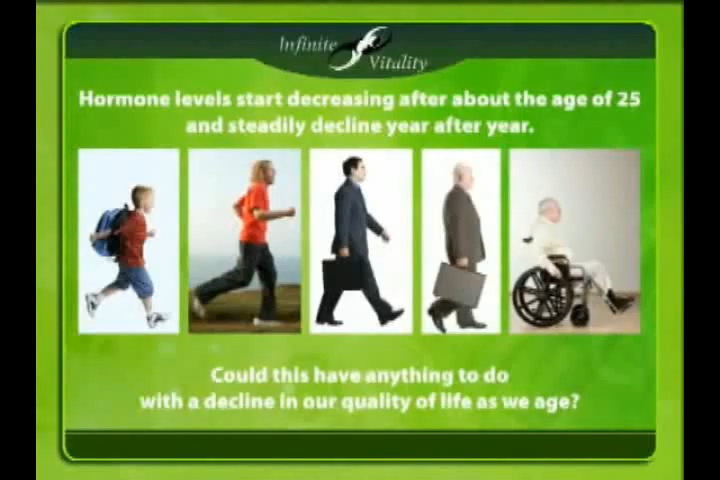 Infinite
Vitality
Hormone levels start decreasing after about the age of 25
and steadily decline year after year.
Could this have anything to do
with a decline in our quality of life as we age?